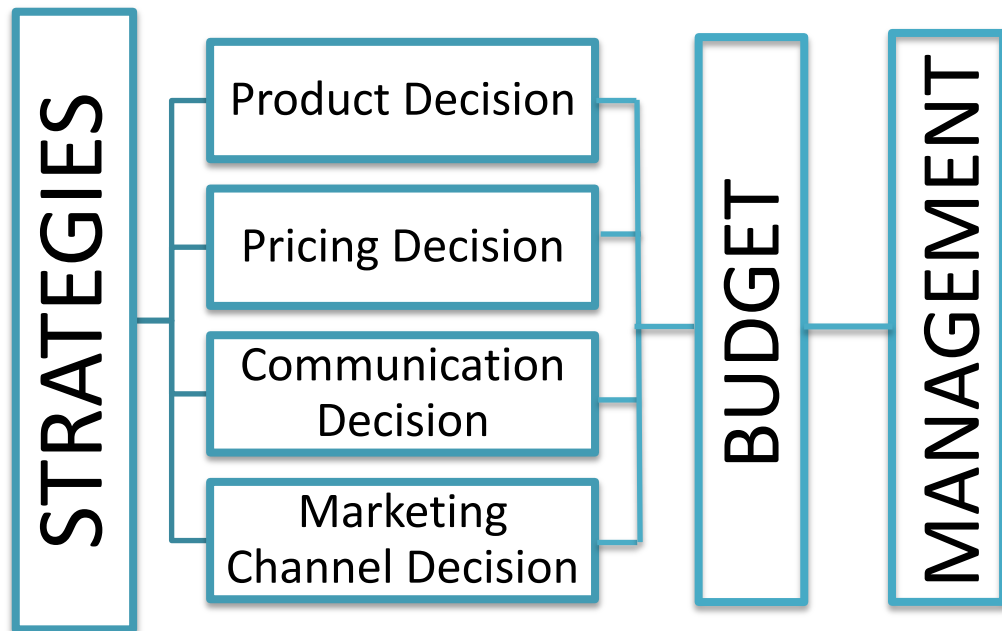 STRATEGIES
Product Decision
Pricing Decision
Communication
Decision
Marketing
Channel Decision
BUDGET
MANAGEMENT